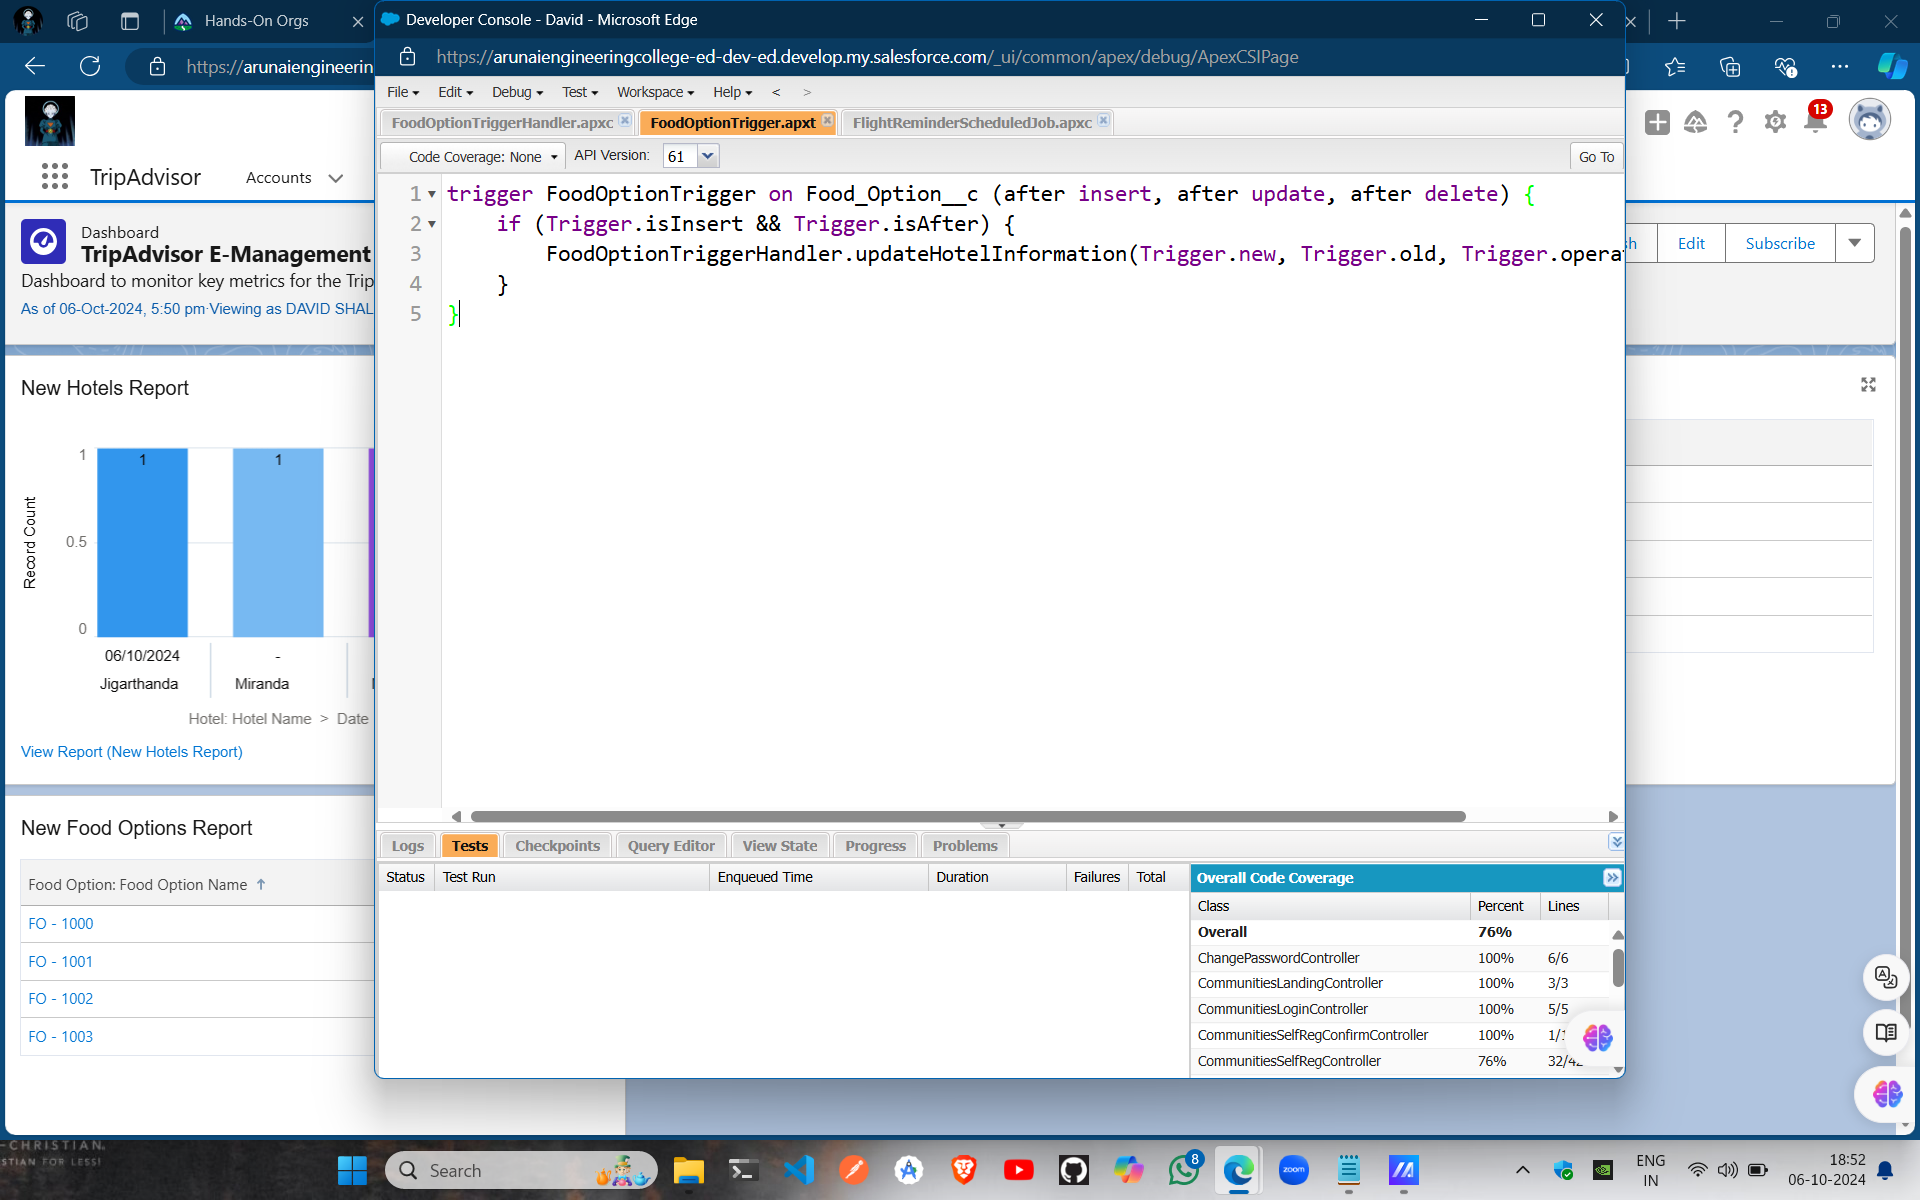 Hands-On Orgs
Developer Console - David - Microsoft Edge
https://arunaiengineerin
https://arunaiengineeringcollege-ed-dev-ed.develop.my.salesforce.com/_ui/common/apex/debug/ApexCSIPage
File Edit Debug Test Workspace Help < >
FoodOptionTriggerHandler.apxc FoodOptionTrigger.apxt FlightReminderScheduledJob.apxc
Code Coverage: None API Version: 61 Go To
1 trigger FoodOptionTrigger on Food_Option__c (after insert, after update, after delete) {
2 if (Trigger.isInsert && Trigger.isAfter) {
3 FoodOptionTriggerHandler.updateHotelInformation(Trigger.new, Trigger.old, Trigger.opera
4 }
5 }
13
TripAdvisor Accounts
Dashboard
TripAdvisor E-Management
Dashboard to monitor key metrics for the Trip
As of 06-Oct-2024, 5:50 pm·Viewing as DAVID SHAL
Edit Subscribe
New Hotels Report
Record Count
1
0.5
0
1 1
06/10/2024 -
Jigarthanda Miranda
Hotel: Hotel Name > Date
View Report (New Hotels Report)
New Food Options Report
Food Option: Food Option Name ↑
FO - 1000
FO - 1001
FO - 1002
FO - 1003
Logs Tests Checkpoints Query Editor View State Progress Problems
Status Test Run Enqueued Time Duration Failures Total
Overall Code Coverage
Class Percent Lines
Overall 76%
ChangePasswordController 100% 6/6
CommunitiesLandingController 100% 3/3
CommunitiesLoginController 100% 5/5
CommunitiesSelfRegConfirmController 100% 1/1
CommunitiesSelfRegController 76% 32/42
CHRISTIAN.
STIAN FOR LESS!
Search
zoom
8
ENG
IN
18:52
06-10-2024